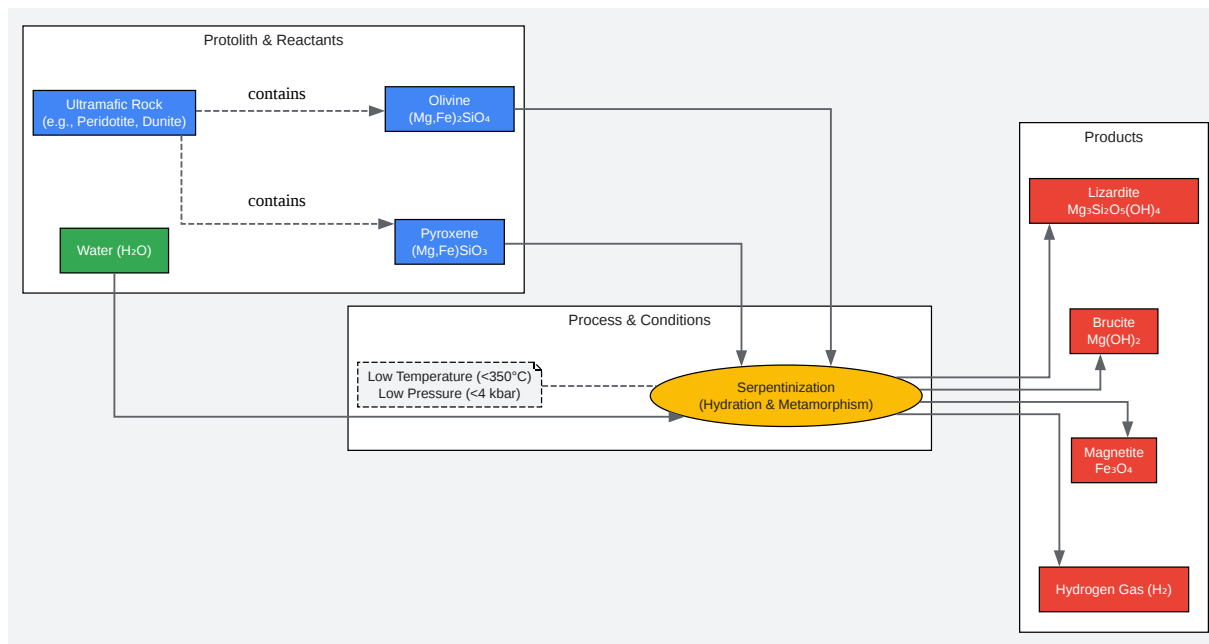 Protolith & Reactants
Ultramafic Rock
(e.g., Peridotite, Dunite)
contains
Olivine
(Mg,Fe)₂SiO₄
contains
Pyroxene
(Mg,Fe)SiO₃
Water (H₂O)
Process & Conditions
Low Temperature (<350°C)
Low Pressure (<4 kbar)
Serpentinization
(Hydration & Metamorphism)
Products
Lizardite
Mg₃Si₂O₅(OH)₄
Brucite
Mg(OH)₂
Magnetite
Fe₃O₄
Hydrogen Gas (H₂)